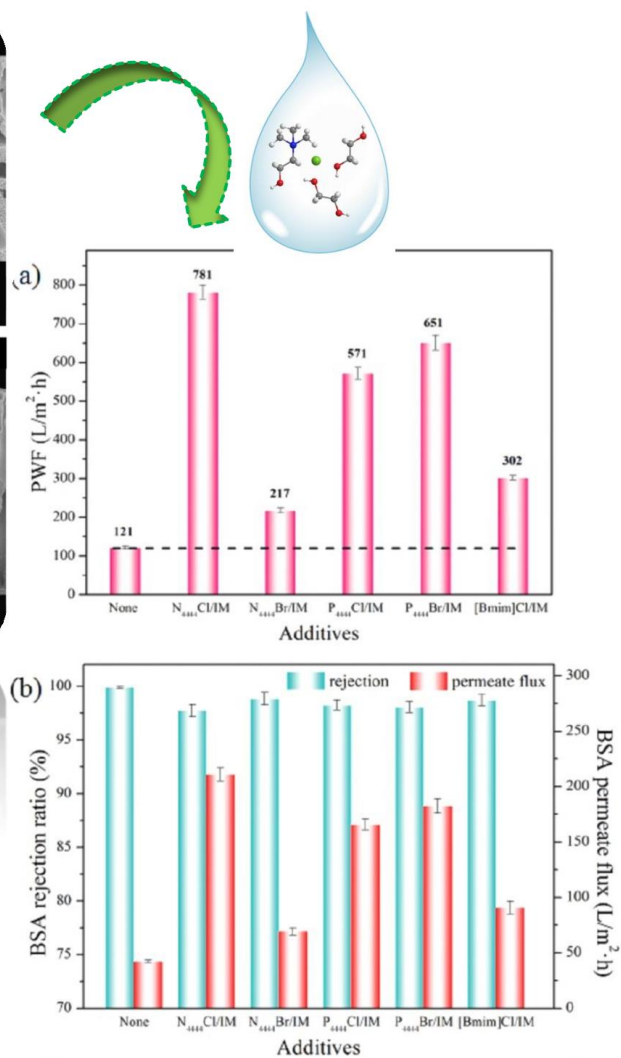 (a)
781
651
571
302
217
121
800
700
600
500
400
300
200
100
0
PWF (L/m²·h)
None N₄₄₄₄Cl/IM N₄₄₄₄Br/IM P₄₄₄₄Cl/IM P₄₄₄₄Br/IM [Bmim]Cl/IM
Additives
(b)
rejection permeate flux
100
95
90
85
80
75
70
BSA rejection ratio (%)
300
250
200
150
100
50
0
BSA permeate flux (L/m²·h)
None N₄₄₄₄Cl/IM N₄₄₄₄Br/IM P₄₄₄₄Cl/IM P₄₄₄₄Br/IM [Bmim]Cl/IM
Additives